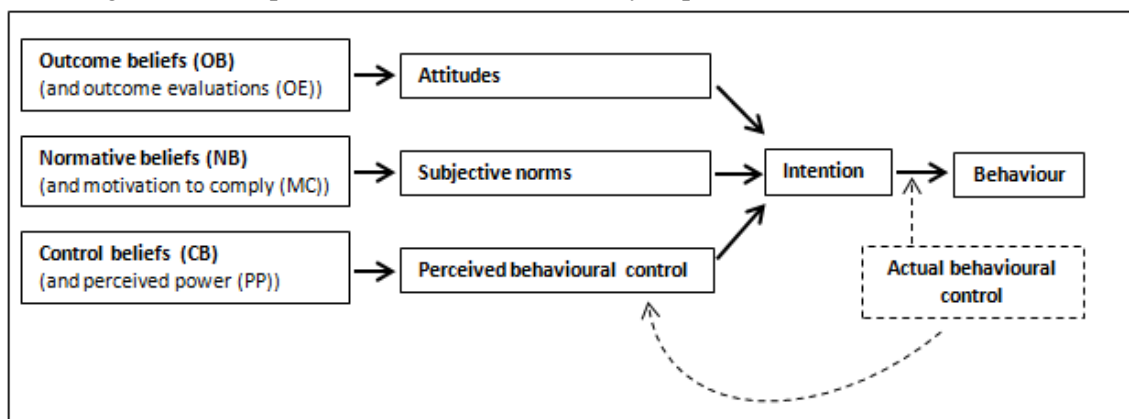 Outcome beliefs (OB)
(and outcome evaluations (OE))
Attitudes
Normative beliefs (NB)
(and motivation to comply (MC))
Subjective norms
Intention
Behaviour
Control beliefs (CB)
(and perceived power (PP))
Perceived behavioural control
Actual behavioural
control